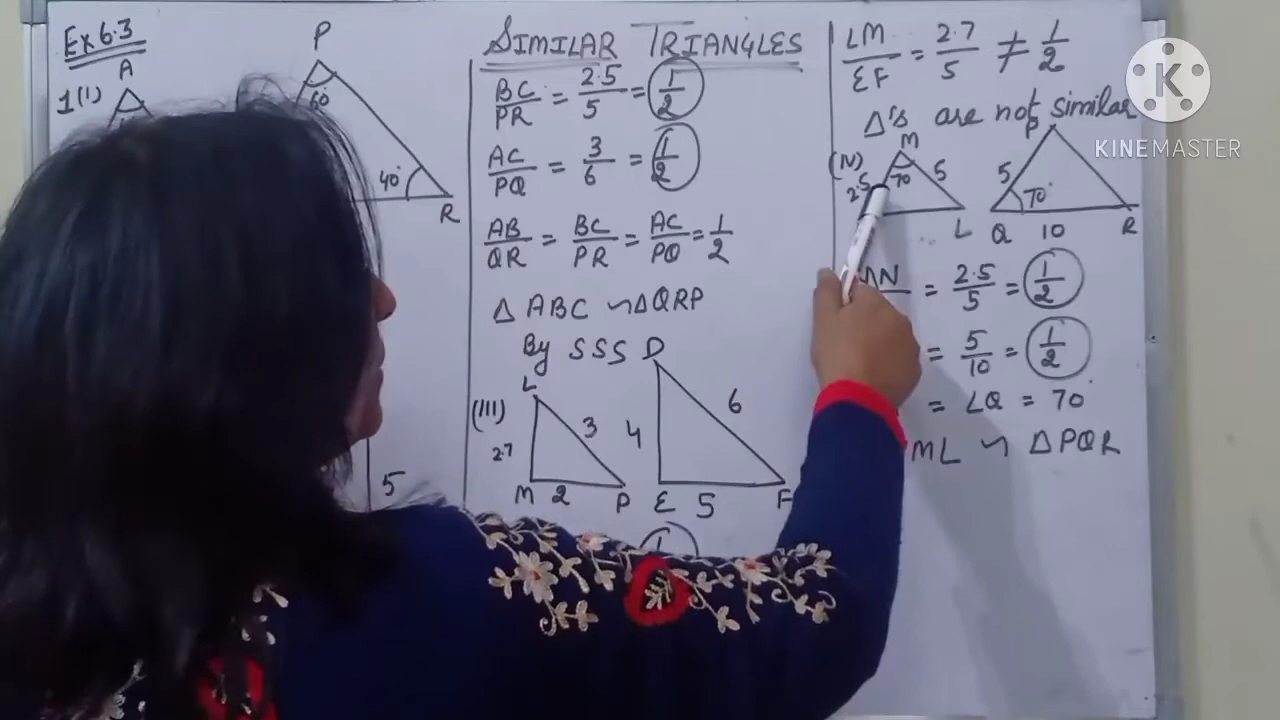 Ex 6.3
SIMILAR TRIANGLES
1(I)
A
P
60°
40°
R
5
BC/PR = 2.5/5 = 1/2
AC/PQ = 3/6 = 1/2
AB/QR = BC/PR = AC/PQ = 1/2
Δ ABC ∽ Δ QRP
By SSS
(III)
L
2.7
3
M 2 P
D
4
6
E 5 F
LM/EF = 2.7/5 ≠ 1/2
Δ's are not similar
(IV)
M
2.5
70
5
L
P
5
70°
Q 10 R
= 2.5/5 = 1/2
= 5/10 = 1/2
= ∠Q = 70°
ML ∽ Δ PQR
K
KINEMASTER